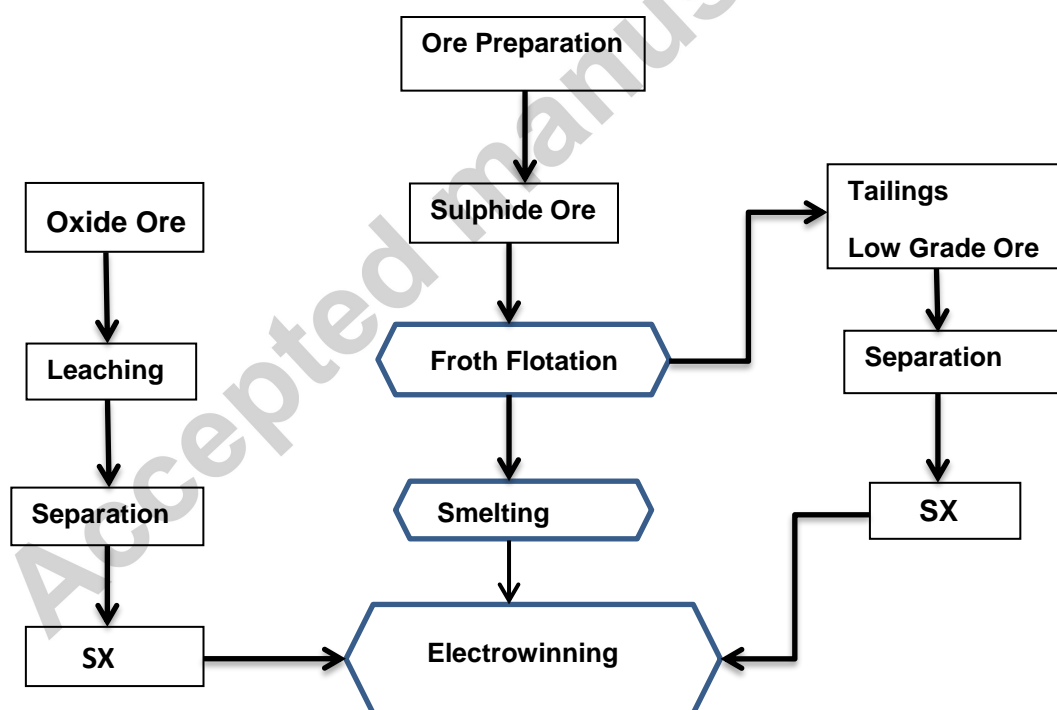 Ore Preparation
Sulphide Ore
Oxide Ore
Tailings
Low Grade Ore
Leaching
Froth Flotation
Separation
Separation
Smelting
SX
SX
Electrowinning
Accepted manus